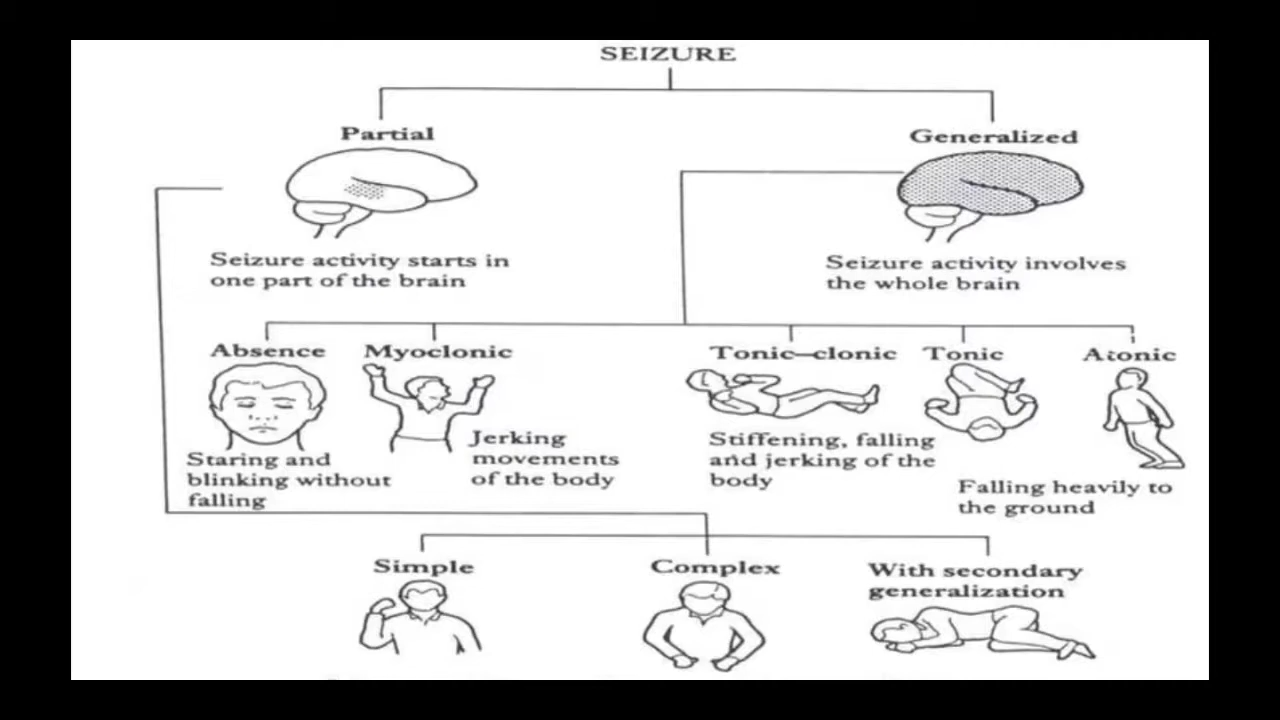 SEIZURE
Partial
Generalized
Seizure activity starts in
one part of the brain
Seizure activity involves
the whole brain
Absence
Myoclonic
Tonic—clonic
Tonic
Atonic
Staring and
blinking without
falling
Jerking
movements
of the body
Stiffening, falling
and jerking of the
body
Falling heavily to
the ground
Simple
Complex
With secondary
generalization